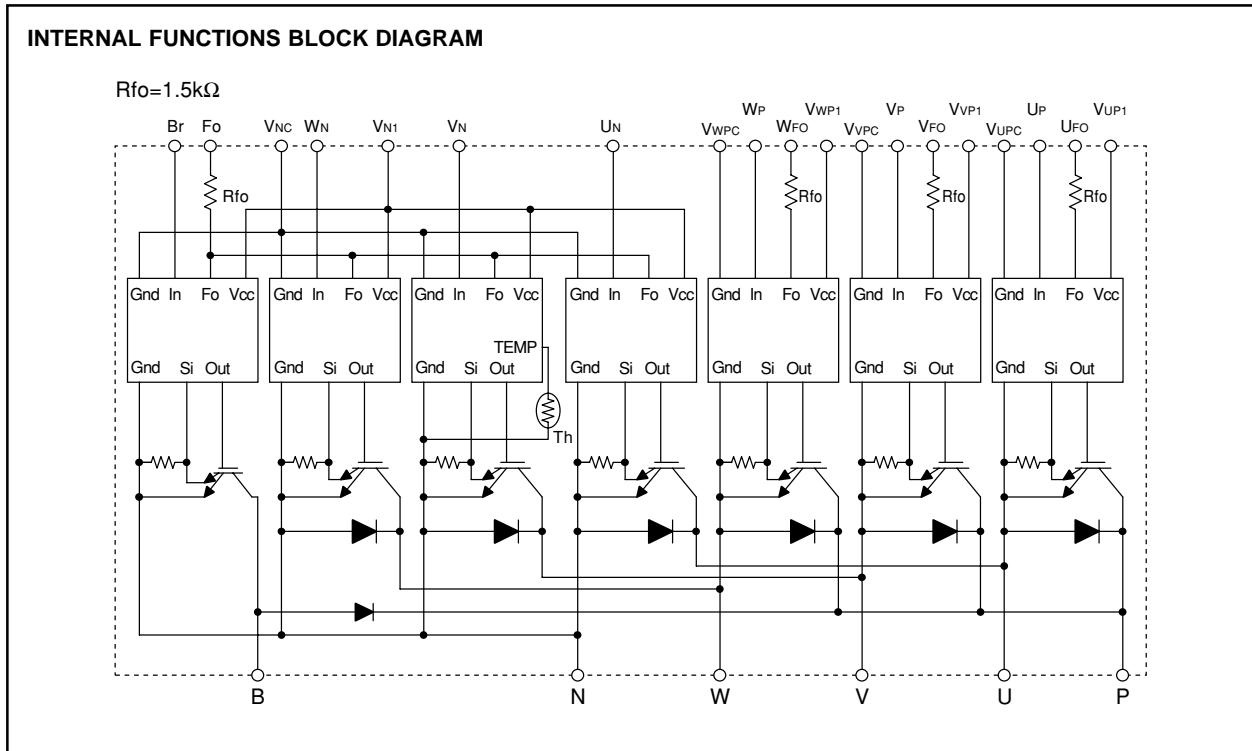 INTERNAL FUNCTIONS BLOCK DIAGRAM
Rfo=1.5kΩ
Br Fo VNC WN VN1 VN UN VWPC WP WFO VWP1 VVPC VP VFO VVP1 VUPC UP UFO VUP1
Rfo Rfo Rfo Rfo
Gnd In Fo Vcc Gnd In Fo Vcc Gnd In Fo Vcc Gnd In Fo Vcc Gnd In Fo Vcc Gnd In Fo Vcc Gnd In Fo Vcc
TEMP
Gnd Si Out Gnd Si Out Gnd Si Out Gnd Si Out Gnd Si Out Gnd Si Out Gnd Si Out
Th
B N W V U P